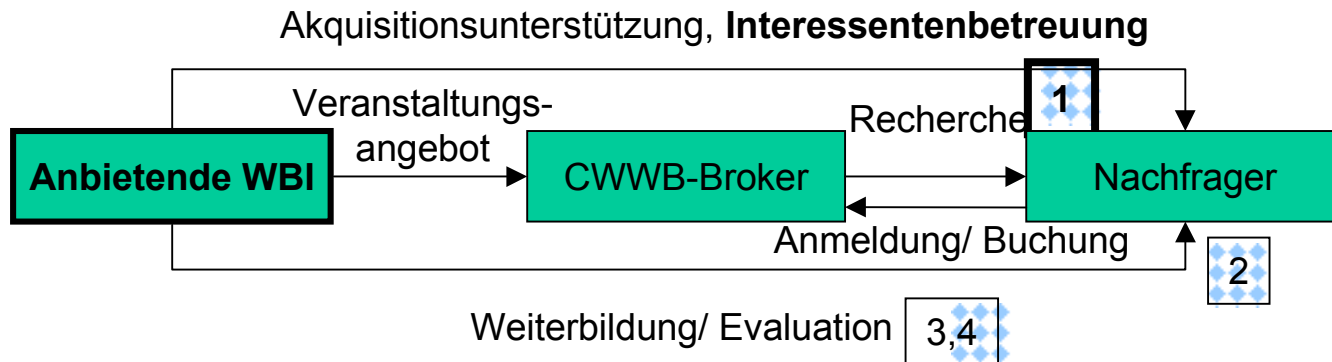 Akquisitionsunterstützung, Interessentenbetreuung
1
Veranstaltungs-
angebot
Recherche
Anbietende WBI
CWWB-Broker
Nachfrager
Anmeldung/ Buchung
2
Weiterbildung/ Evaluation
3,4